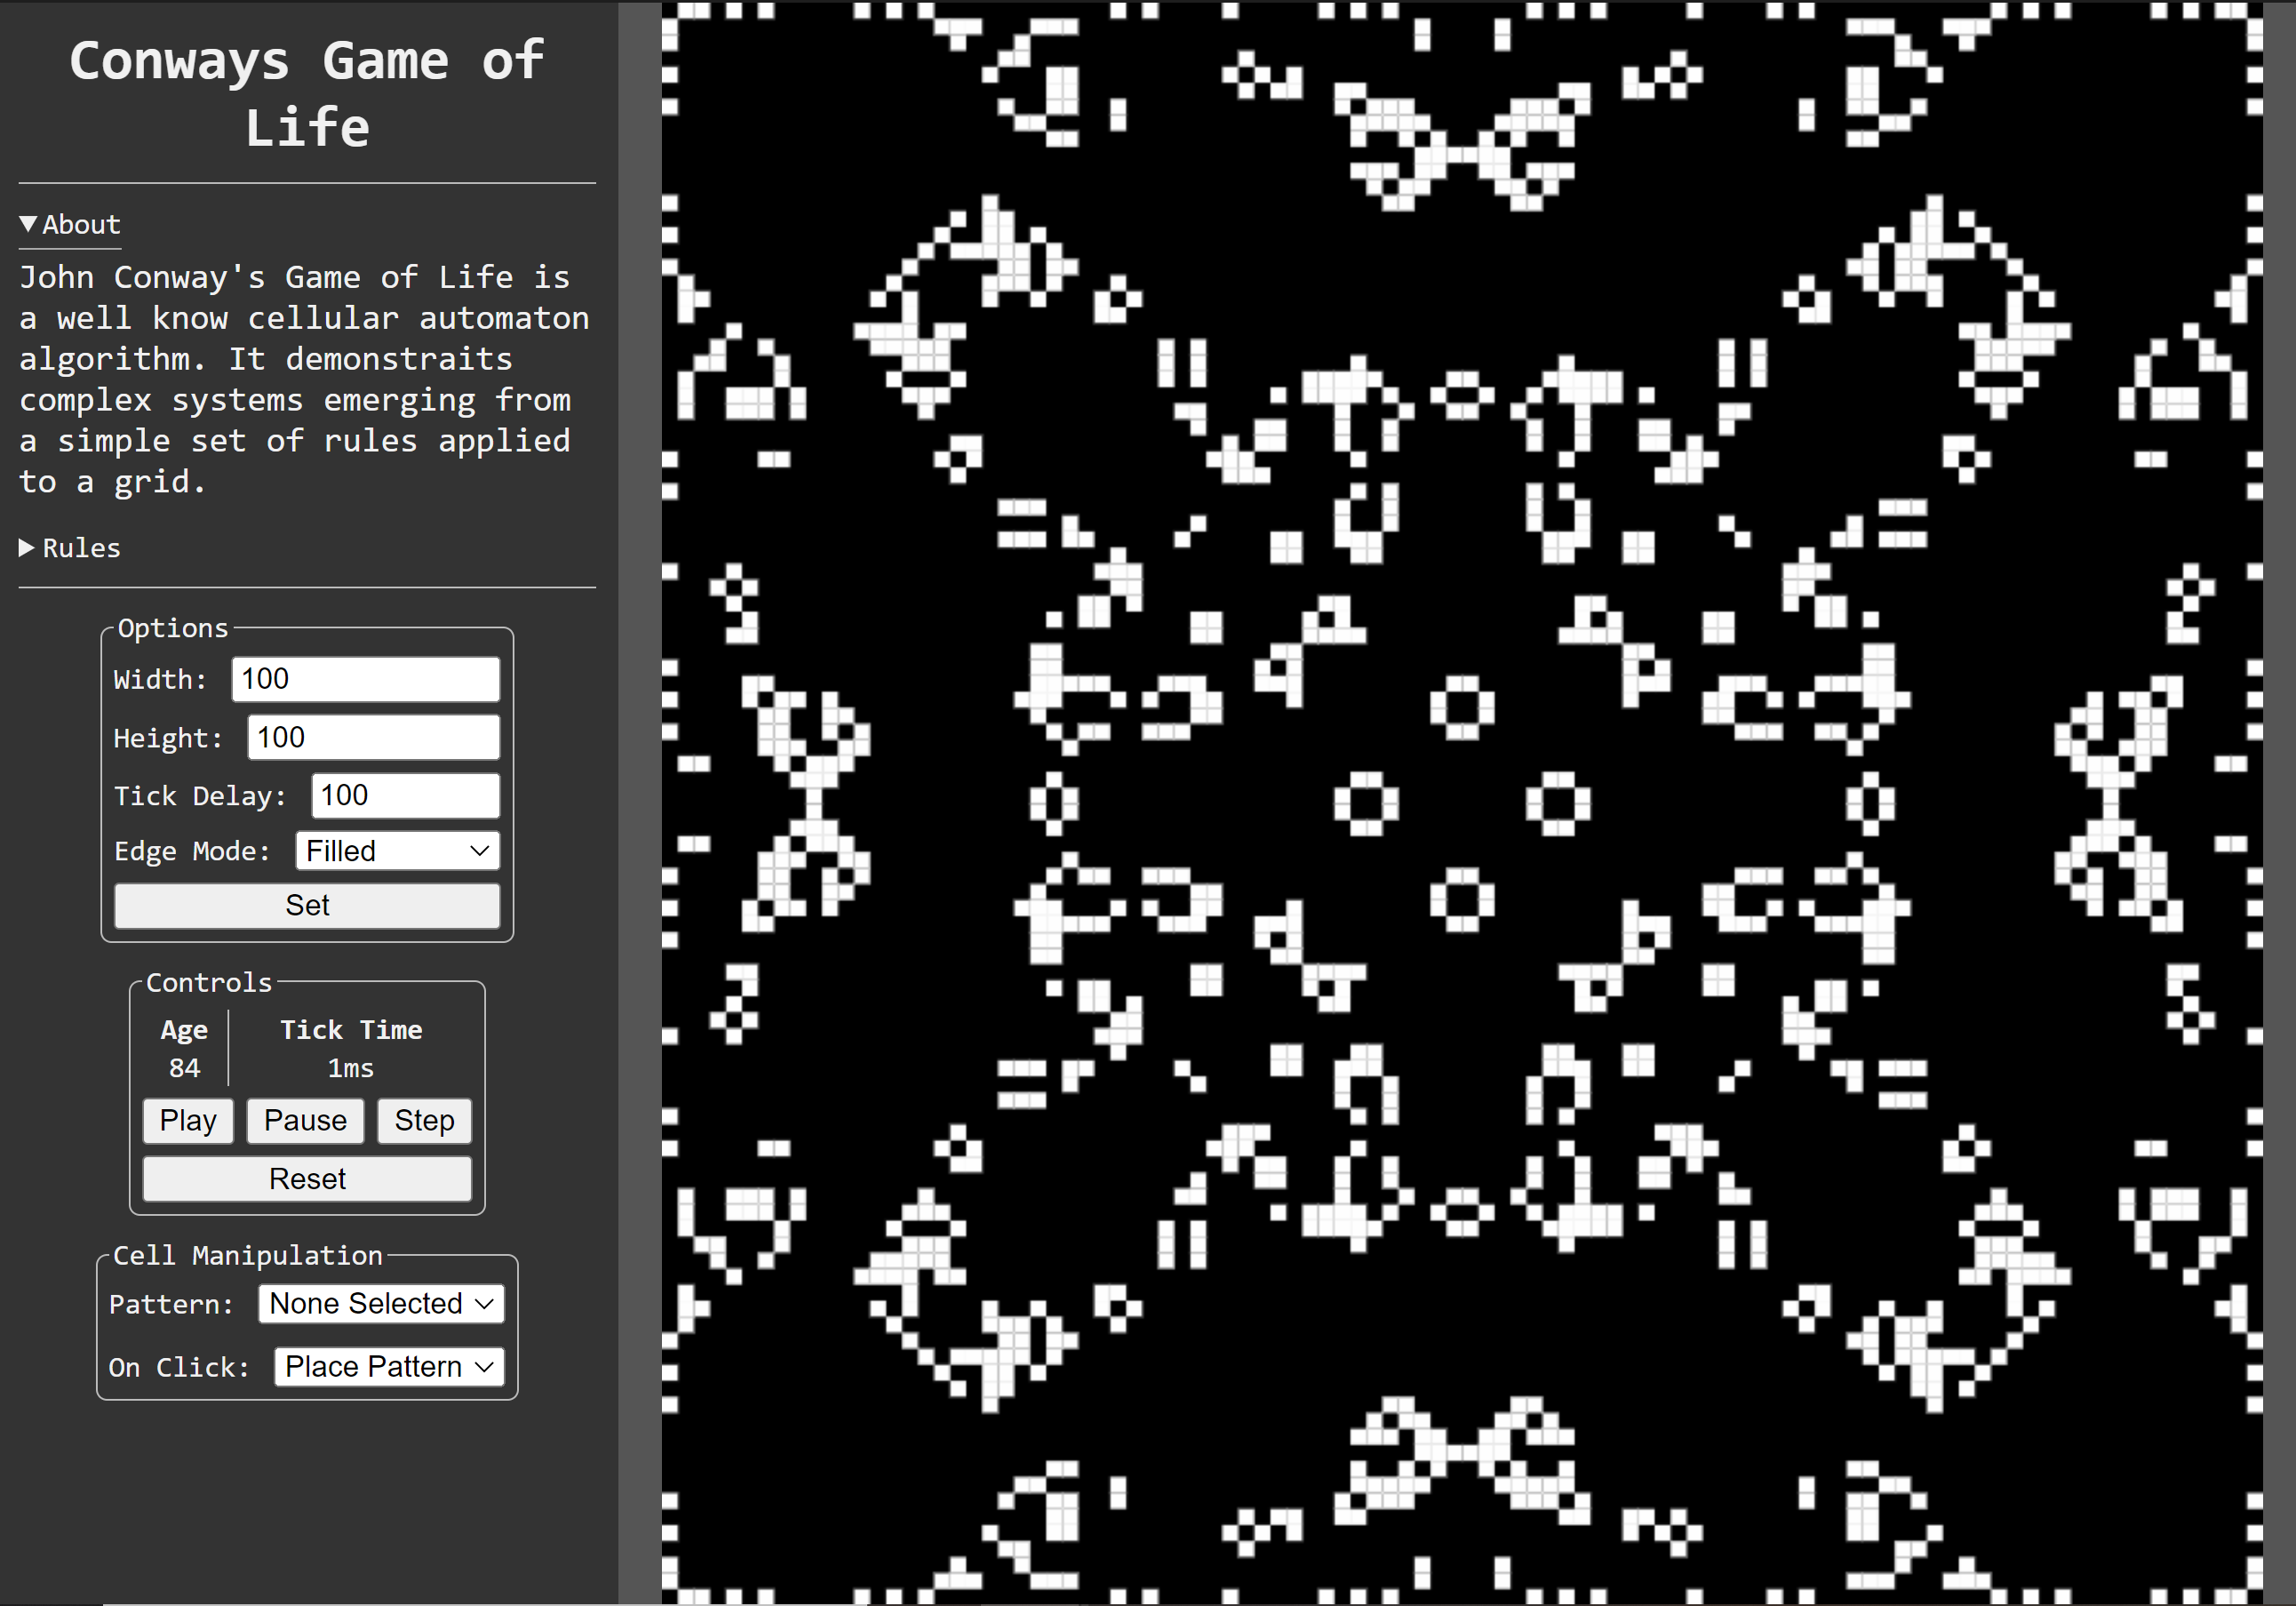 Conways Game of
Life
▼About
John Conway's Game of Life is
a well know cellular automaton
algorithm. It demonstraits
complex systems emerging from
a simple set of rules applied
to a grid.
▶Rules
Options
Width: 100
Height: 100
Tick Delay: 100
Edge Mode: Filled
Set
Controls
Age Tick Time
84 1ms
Play Pause Step
Reset
Cell Manipulation
Pattern: None Selected
On Click: Place Pattern